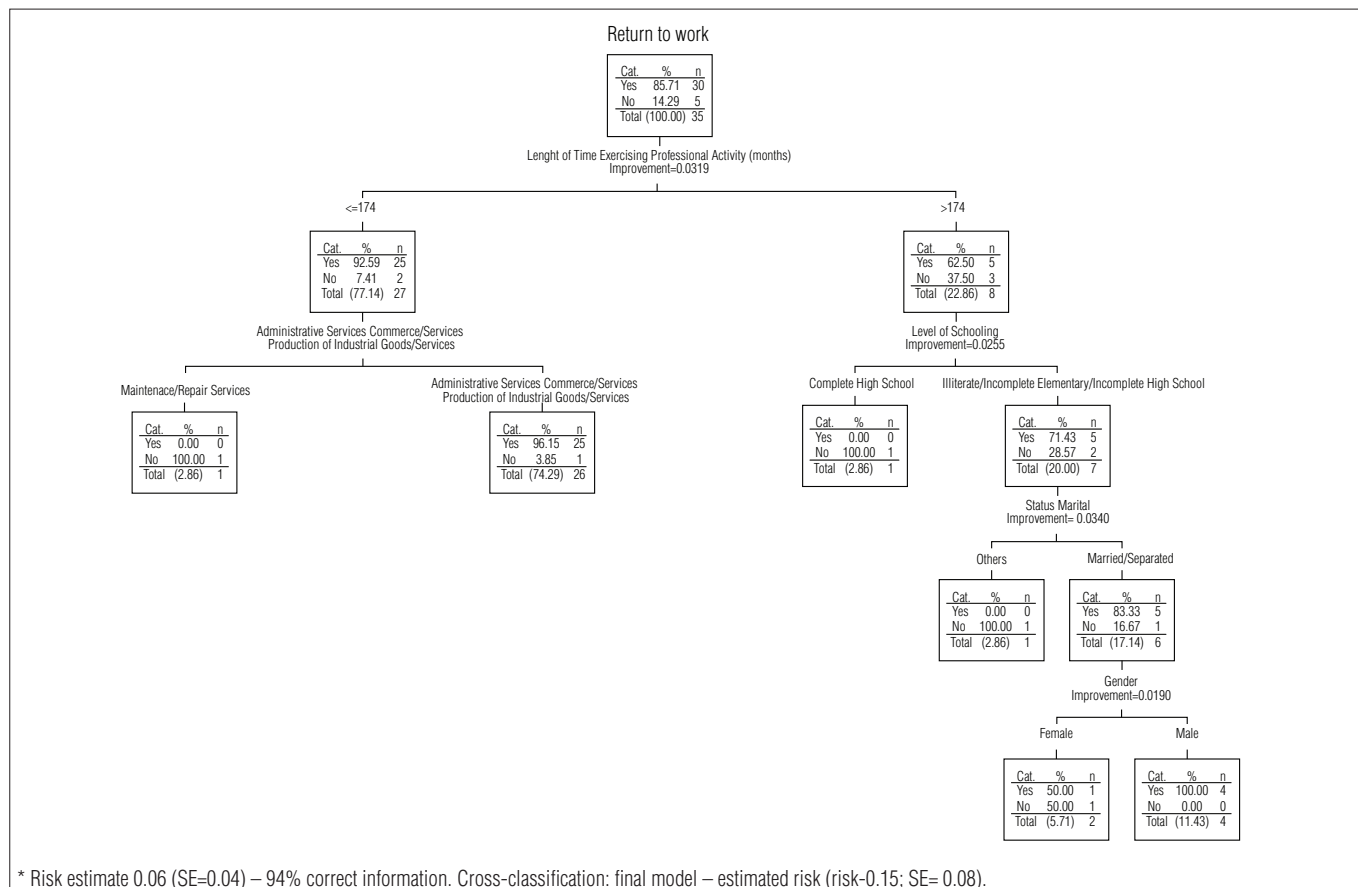 Return to work
Cat. % n
Yes 85.71 30
No 14.29 5
Total (100.00) 35
Lenght of Time Exercising Professional Activity (months)
Improvement=0.0319
<=174
>174
Cat. % n
Yes 92.59 25
No 7.41 2
Total (77.14) 27
Cat. % n
Yes 62.50 5
No 37.50 3
Total (22.86) 8
Administrative Services Commerce/Services
Production of Industrial Goods/Services
Level of Schooling
Improvement=0.0255
Maintenace/Repair Services
Administrative Services Commerce/Services
Production of Industrial Goods/Services
Complete High School
Illiterate/Incomplete Elementary/Incomplete High School
Cat. % n
Yes 0.00 0
No 100.00 1
Total (2.86) 1
Cat. % n
Yes 96.15 25
No 3.85 1
Total (74.29) 26
Cat. % n
Yes 0.00 0
No 100.00 1
Total (2.86) 1
Cat. % n
Yes 71.43 5
No 28.57 2
Total (20.00) 7
Status Marital
Improvement= 0.0340
Others
Married/Separated
Cat. % n
Yes 0.00 0
No 100.00 1
Total (2.86) 1
Cat. % n
Yes 83.33 5
No 16.67 1
Total (17.14) 6
Gender
Improvement=0.0190
Female
Male
Cat. % n
Yes 50.00 1
No 50.00 1
Total (5.71) 2
Cat. % n
Yes 100.00 4
No 0.00 0
Total (11.43) 4
* Risk estimate 0.06 (SE=0.04) – 94% correct information. Cross-classification: final model – estimated risk (risk-0.15; SE= 0.08).